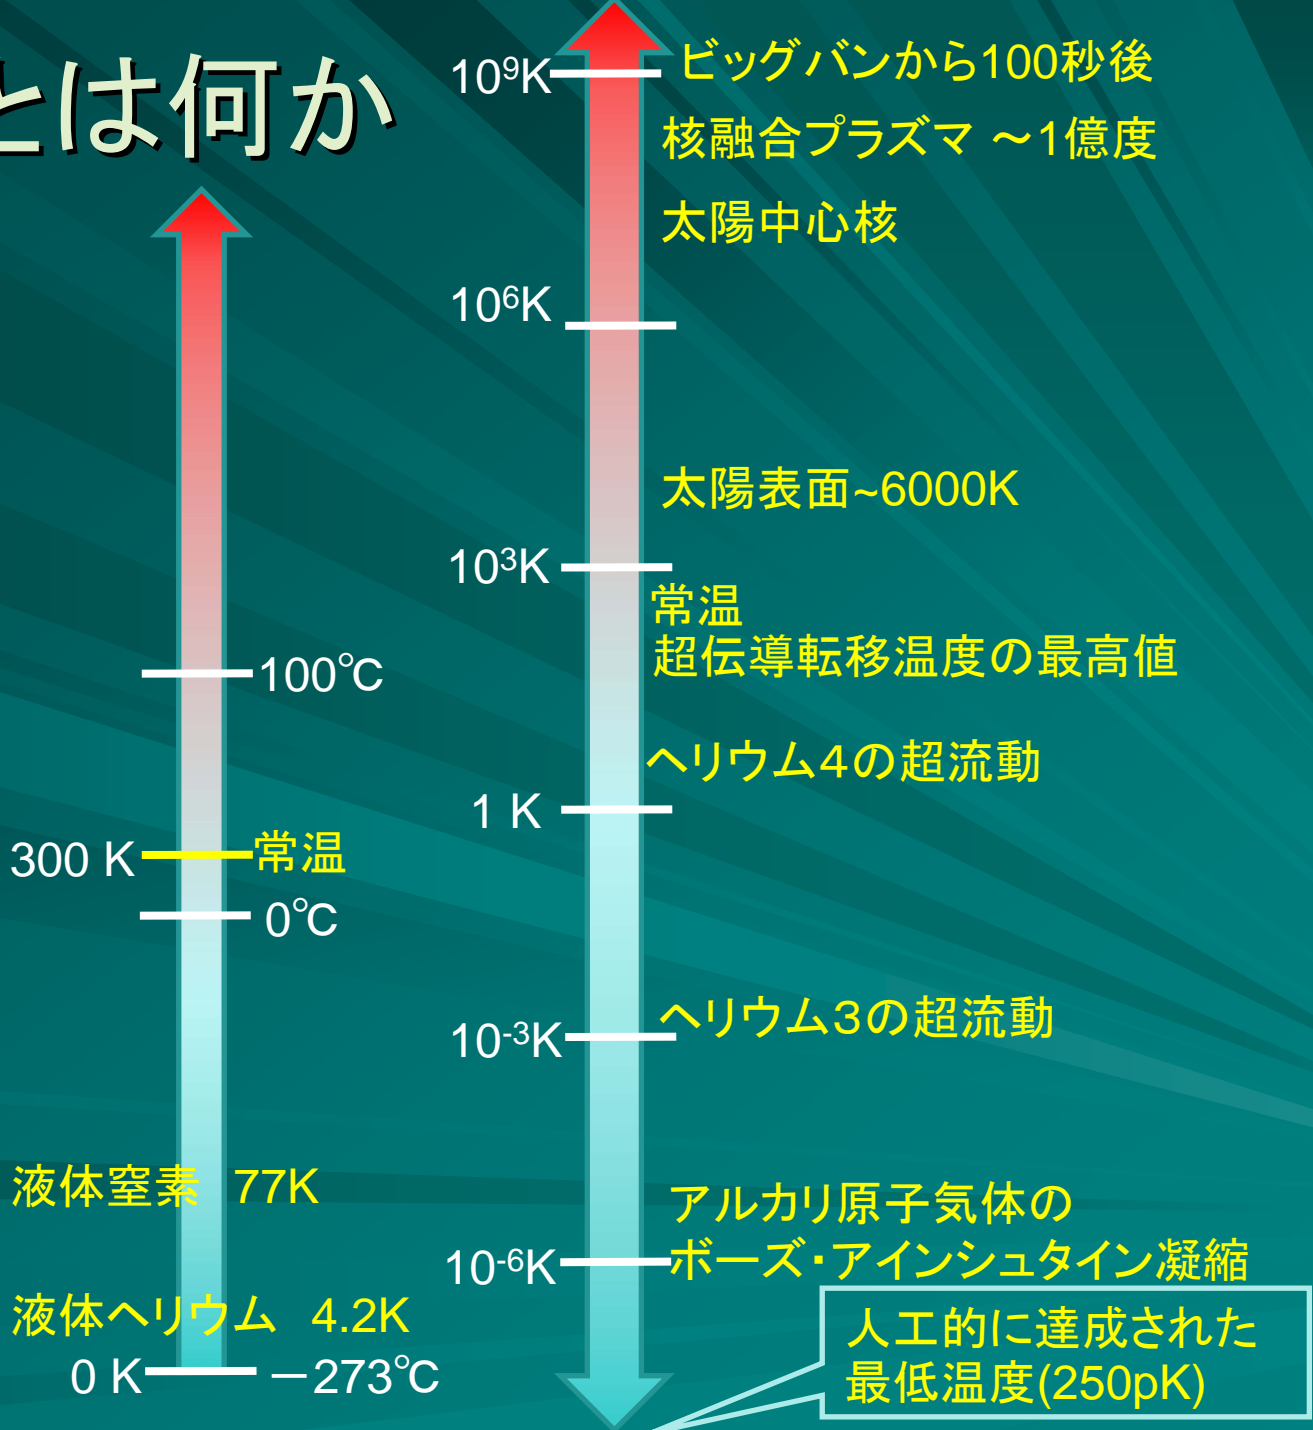 とは何か
100℃
300 K
常温
0℃
液体窒素 77K
液体ヘリウム 4.2K
0 K
－273℃
10⁹K
ビッグバンから100秒後
核融合プラズマ ～1億度
太陽中心核
10⁶K
太陽表面~6000K
10³K
常温
超伝導転移温度の最高値
ヘリウム４の超流動
1 K
ヘリウム３の超流動
10⁻³K
アルカリ原子気体の
ボーズ・アインシュタイン凝縮
10⁻⁶K
人工的に達成された
最低温度(250pK)